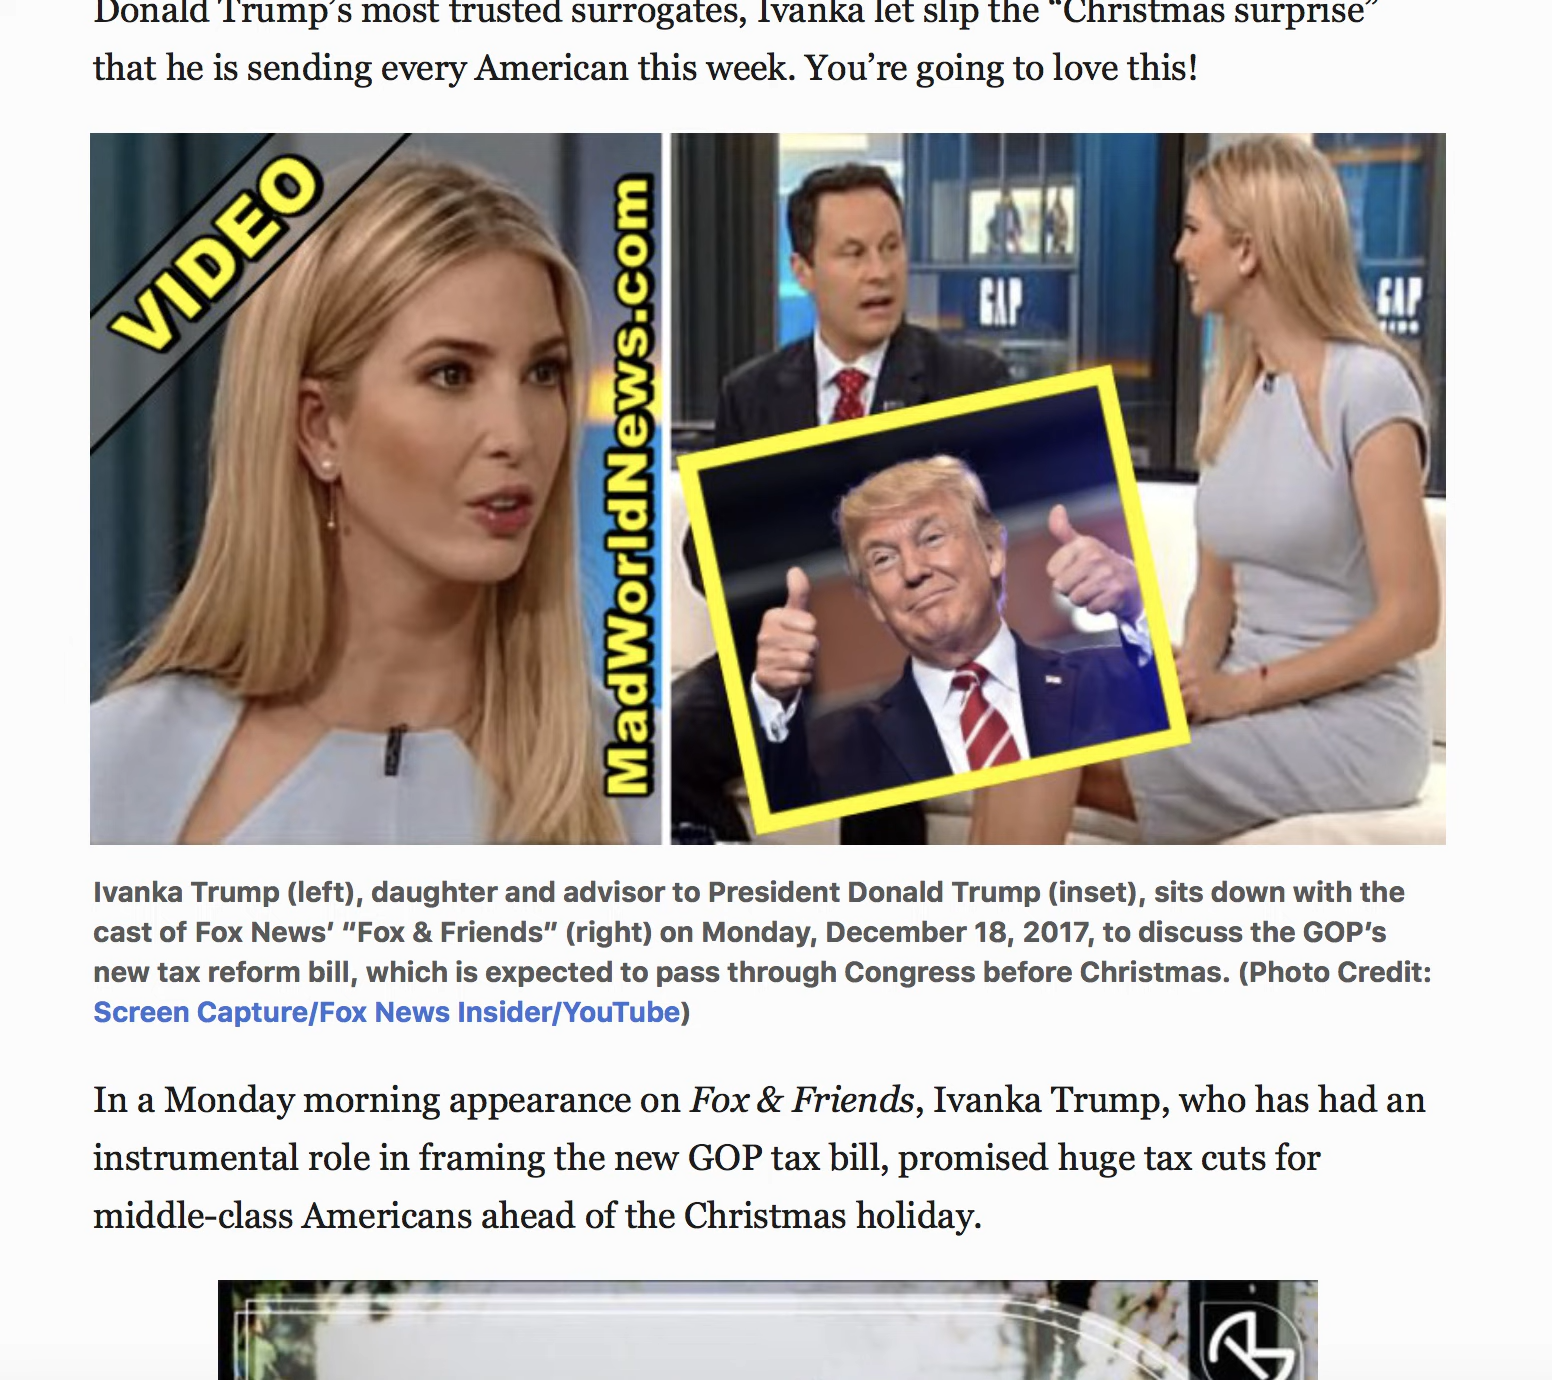 Donald Trump’s most trusted surrogates, Ivanka let slip the “Christmas surprise”
that he is sending every American this week. You’re going to love this!
VIDEO
MadWorldNews.com
GAP
GAP
Ivanka Trump (left), daughter and advisor to President Donald Trump (inset), sits down with the
cast of Fox News’ “Fox & Friends” (right) on Monday, December 18, 2017, to discuss the GOP’s
new tax reform bill, which is expected to pass through Congress before Christmas. (Photo Credit:
Screen Capture/Fox News Insider/YouTube)
In a Monday morning appearance on Fox & Friends, Ivanka Trump, who has had an
instrumental role in framing the new GOP tax bill, promised huge tax cuts for
middle-class Americans ahead of the Christmas holiday.